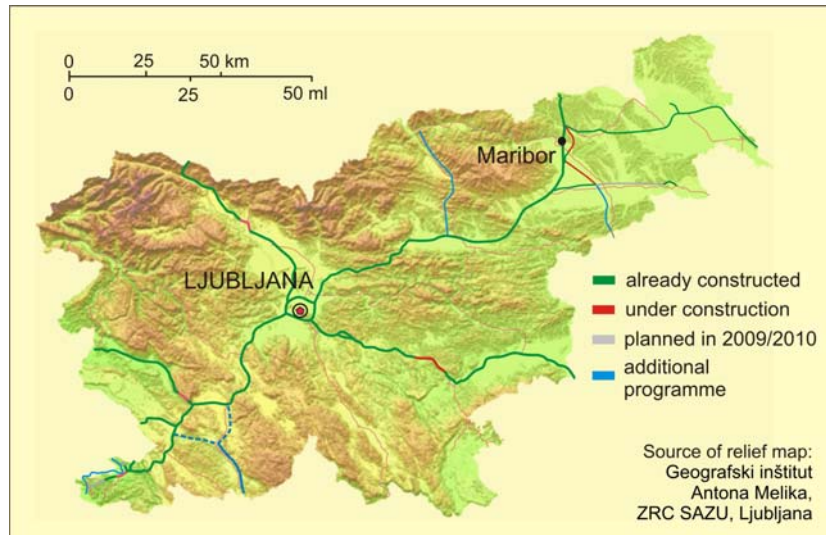 0 25 50 km
0 25 50 ml
Maribor
LJUBLJANA
already constructed
under construction
planned in 2009/2010
additional
programme
Source of relief map:
Geografski inštitut
Antona Melika,
ZRC SAZU, Ljubljana